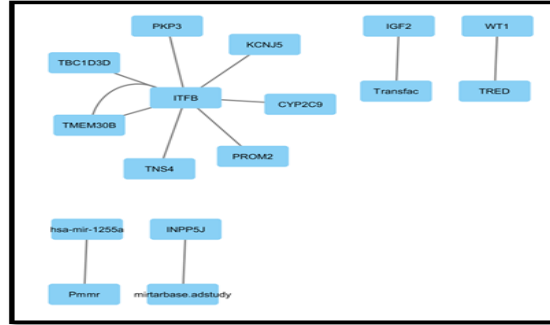 PKP3
IGF2
WT1
KCNJ5
TBC1D3D
ITFB
Transfac
TRED
CYP2C9
TMEM30B
PROM2
TNS4
hsa-mir-1255a
INPP5J
Pmmr
mirtarbase.adstudy